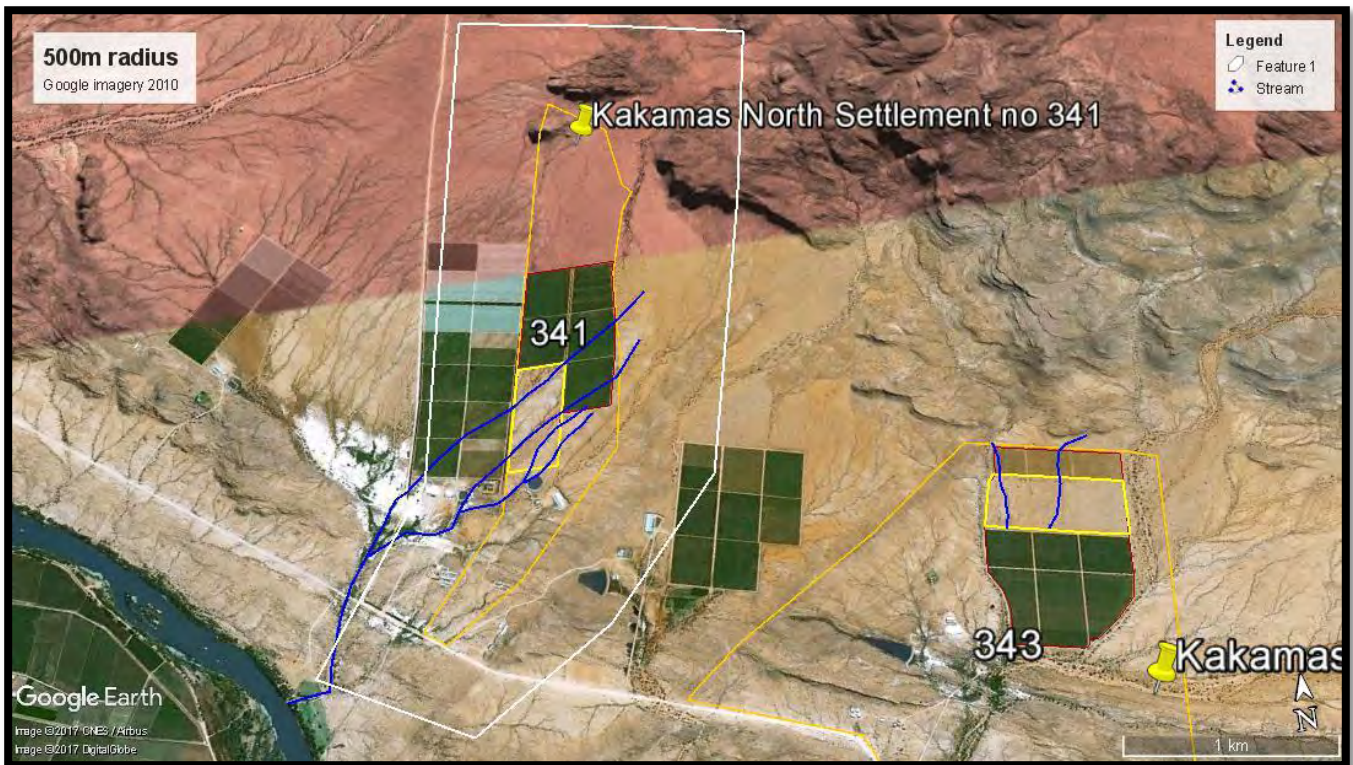 500m radius
Google imagery 2010
Legend
Feature 1
Stream
Kakamas North Settlement no 341
341
343
Kakamas
N
Google Earth
Image ©2017 CNES / Airbus
Image ©2017 DigitalGlobe
1 km